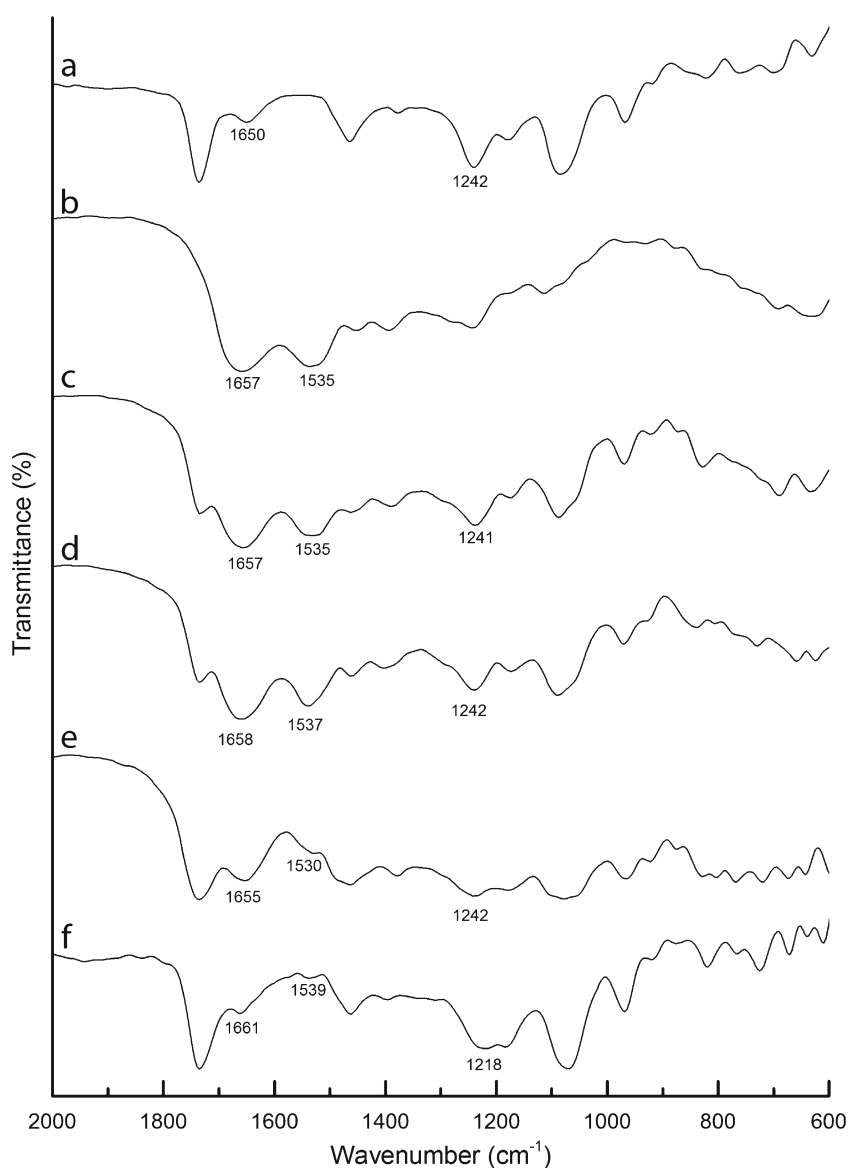 a
1650
1242
b
1657
1535
c
1657
1535
1241
d
1658
1537
1242
e
1655
1530
1242
f
1661
1539
1218
Transmittance (%)
2000 1800 1600 1400 1200 1000 800 600
Wavenumber (cm⁻¹)